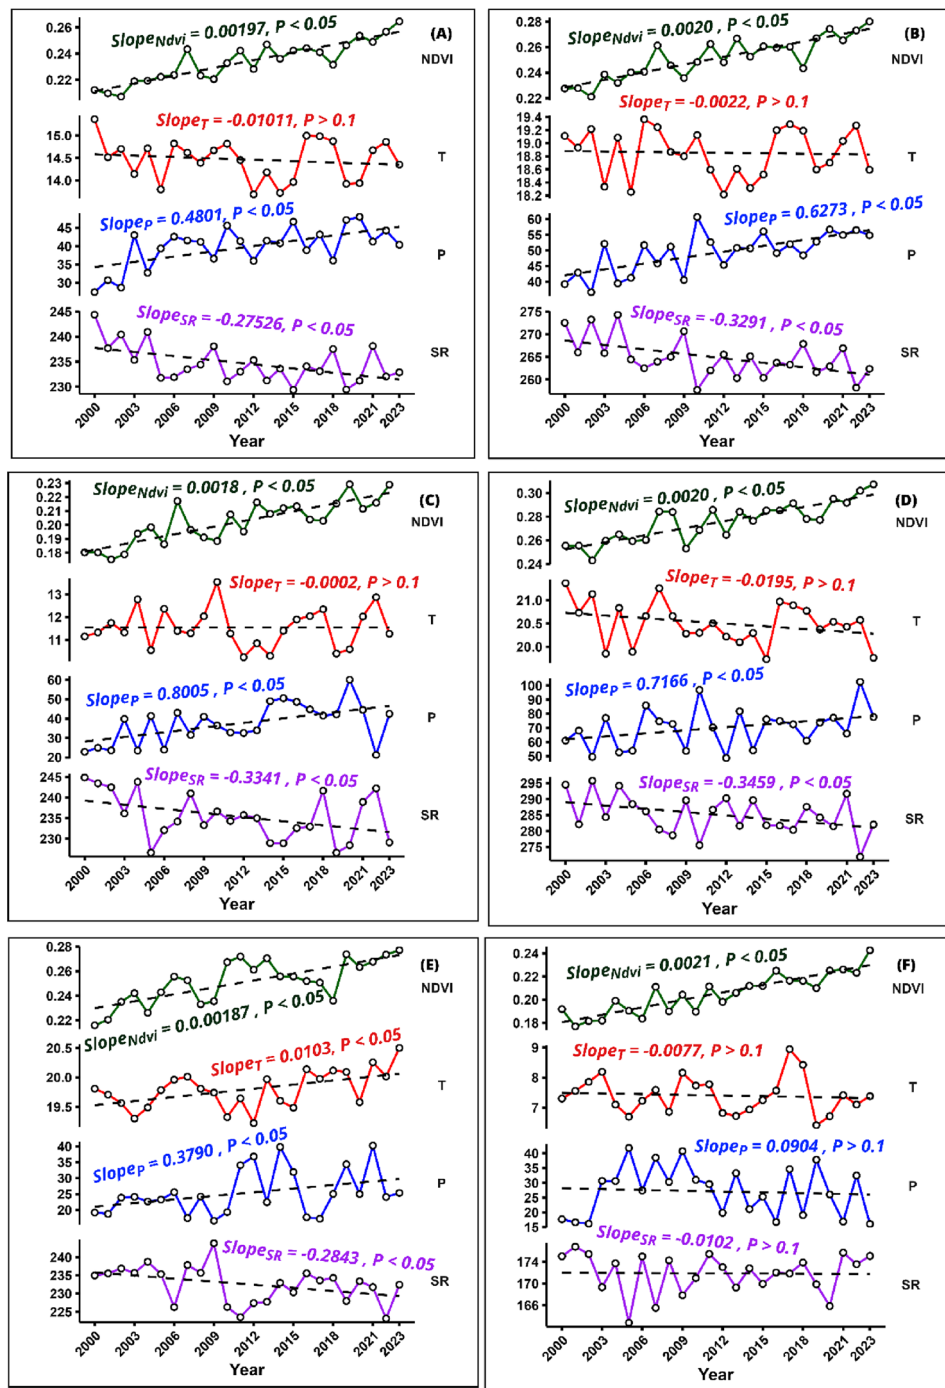 Slope_Ndvi = 0.00197, P < 0.05
(A)
0.26
0.22
NDVI
Slope_T = -0.01011, P > 0.1
15.0
14.5
14.0
T
Slope_P = 0.4801, P < 0.05
45
40
35
30
P
Slope_SR = -0.27526, P < 0.05
245
240
235
230
SR
2000 2003 2006 2009 2012 2015 2018 2021 2023
Year
Slope_Ndvi = 0.0020, P < 0.05
(B)
0.28
0.26
0.24
0.22
NDVI
Slope_T = -0.0022, P > 0.1
19.4
19.0
18.8
18.6
18.4
18.2
T
Slope_P = 0.6273 , P < 0.05
60
50
40
P
Slope_SR = -0.3291, P < 0.05
275
270
265
260
SR
2000 2003 2006 2009 2012 2015 2018 2021 2023
Year
Slope_Ndvi = 0.0018 , P < 0.05
(C)
0.23
0.22
0.21
0.20
0.19
0.18
NDVI
Slope_T = -0.0002, P > 0.1
13
12
11
T
Slope_P = 0.8005 , P < 0.05
60
50
40
30
20
P
Slope_SR = -0.3341 , P < 0.05
245
240
235
230
SR
2000 2003 2006 2009 2012 2015 2018 2021 2023
Year
Slope_Ndvi = 0.0020 , P < 0.05
(D)
0.30
0.28
0.26
0.24
NDVI
Slope_T = -0.0195, P > 0.1
21.0
20.5
20.0
T
Slope_P = 0.7166 , P < 0.05
100
90
80
70
60
50
P
Slope_SR = -0.3459 , P < 0.05
295
290
285
280
275
SR
2000 2003 2006 2009 2012 2015 2018 2021 2023
Year
0.28
0.26
0.24
0.22
(E)
NDVI
Slope_Ndvi = 0.0.00187 , P < 0.05
Slope_T = 0.0103, P < 0.05
20.5
20.0
19.5
T
Slope_P = 0.3790 , P < 0.05
40
35
30
25
20
P
Slope_SR = -0.2843 , P < 0.05
240
235
230
225
SR
2000 2003 2006 2009 2012 2015 2018 2021 2023
Year
Slope_Ndvi = 0.0021 , P < 0.05
(F)
0.24
0.22
0.20
0.18
NDVI
Slope_T = -0.0077, P > 0.1
9
8
7
T
Slope_P = 0.0904 , P > 0.1
40
35
30
25
20
15
P
Slope_SR = -0.0102 , P > 0.1
174
170
166
SR
2000 2003 2006 2009 2012 2015 2018 2021 2023
Year